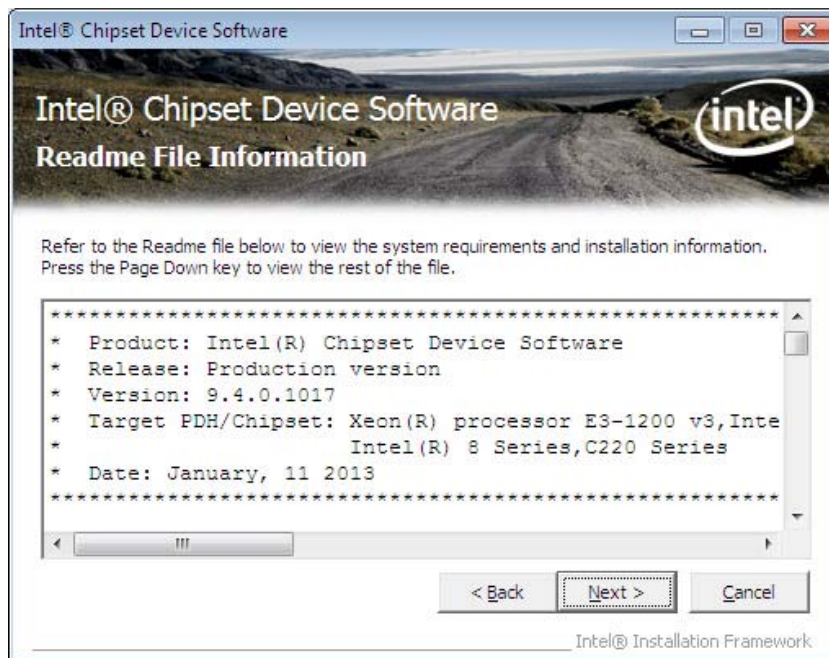 Intel® Chipset Device Software
Intel® Chipset Device Software
intel
Readme File Information
Refer to the Readme file below to view the system requirements and installation information.
Press the Page Down key to view the rest of the file.
************************************************************
* Product: Intel(R) Chipset Device Software
* Release: Production version
* Version: 9.4.0.1017
* Target PDH/Chipset: Xeon(R) processor E3-1200 v3,Inte
* Intel(R) 8 Series,C220 Series
* Date: January, 11 2013
************************************************************
< Back Next > Cancel
Intel® Installation Framework